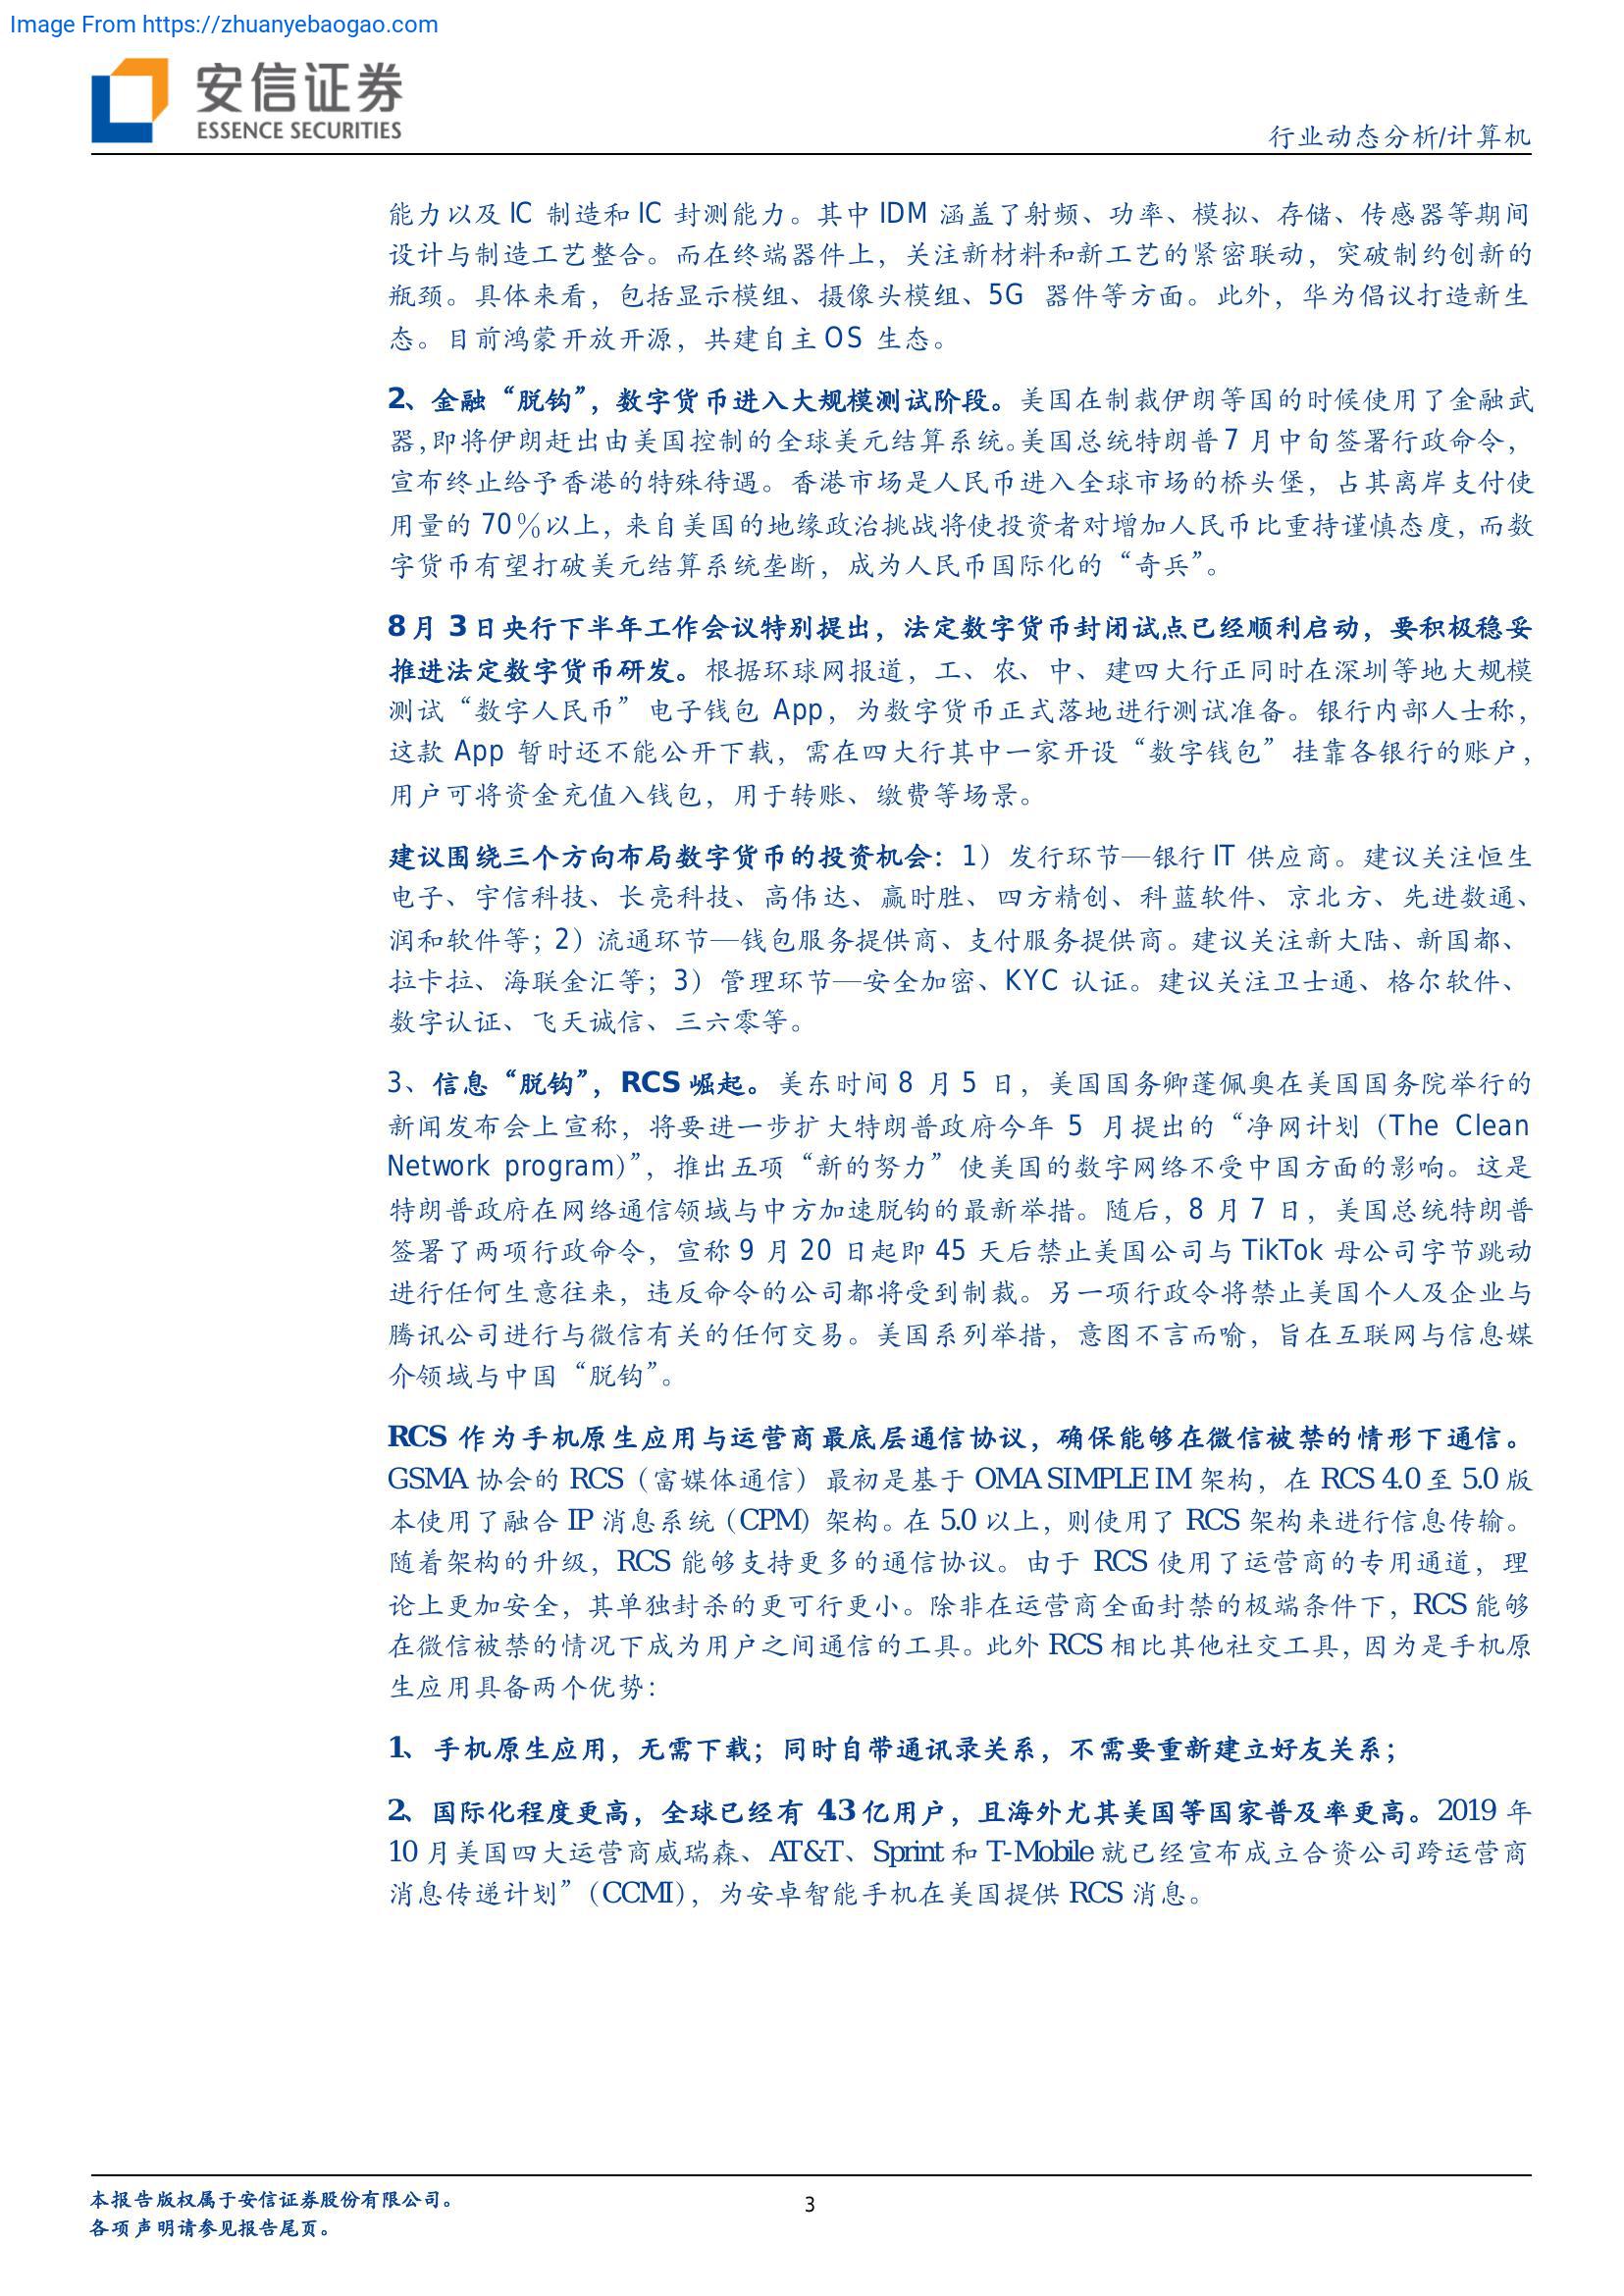 Image From https://zhuanyebaogao.com
安信证券
ESSENCE SECURITIES
行业动态分析/计算机
能力以及 IC 制造和 IC 封测能力。其中 IDM 涵盖了射频、功率、模拟、存储、传感器等期间
设计与制造工艺整合。而在终端器件上，关注新材料和新工艺的紧密联动，突破制约创新的
瓶颈。具体来看，包括显示模组、摄像头模组、5G 器件等方面。此外，华为倡议打造新生
态。目前鸿蒙开放开源，共建自主 OS 生态。
2、金融“脱钩”，数字货币进入大规模测试阶段。美国在制裁伊朗等国的时候使用了金融武
器，即将伊朗赶出由美国控制的全球美元结算系统。美国总统特朗普 7 月中旬签署行政命令，
宣布终止给予香港的特殊待遇。香港市场是人民币进入全球市场的桥头堡，占其离岸支付使
用量的 70％以上，来自美国的地缘政治挑战将使投资者对增加人民币比重持谨慎态度，而数
字货币有望打破美元结算系统垄断，成为人民币国际化的“奇兵”。
8 月 3 日央行下半年工作会议特别提出，法定数字货币封闭试点已经顺利启动，要积极稳妥
推进法定数字货币研发。根据环球网报道，工、农、中、建四大行正同时在深圳等地大规模
测试“数字人民币”电子钱包 App，为数字货币正式落地进行测试准备。银行内部人士称，
这款 App 暂时还不能公开下载，需在四大行其中一家开设“数字钱包”挂靠各银行的账户，
用户可将资金充值入钱包，用于转账、缴费等场景。
建议围绕三个方向布局数字货币的投资机会：1）发行环节—银行 IT 供应商。建议关注恒生
电子、宇信科技、长亮科技、高伟达、赢时胜、四方精创、科蓝软件、京北方、先进数通、
润和软件等；2）流通环节—钱包服务提供商、支付服务提供商。建议关注新大陆、新国都、
拉卡拉、海联金汇等；3）管理环节—安全加密、KYC 认证。建议关注卫士通、格尔软件、
数字认证、飞天诚信、三六零等。
3、信息“脱钩”，RCS 崛起。美东时间 8 月 5 日，美国国务卿蓬佩奥在美国国务院举行的
新闻发布会上宣称，将要进一步扩大特朗普政府今年 5 月提出的“净网计划（The Clean
Network program）”，推出五项“新的努力”使美国的数字网络不受中国方面的影响。这是
特朗普政府在网络通信领域与中方加速脱钩的最新举措。随后，8 月 7 日，美国总统特朗普
签署了两项行政命令，宣称 9 月 20 日起即 45 天后禁止美国公司与 TikTok 母公司字节跳动
进行任何生意往来，违反命令的公司都将受到制裁。另一项行政令将禁止美国个人及企业与
腾讯公司进行与微信有关的任何交易。美国系列举措，意图不言而喻，旨在互联网与信息媒
介领域与中国“脱钩”。
RCS 作为手机原生应用与运营商最底层通信协议，确保能够在微信被禁的情形下通信。
GSMA 协会的 RCS（富媒体通信）最初是基于 OMA SIMPLE IM 架构，在 RCS 4.0 至 5.0 版
本使用了融合 IP 消息系统（CPM）架构。在 5.0 以上，则使用了 RCS 架构来进行信息传输。
随着架构的升级，RCS 能够支持更多的通信协议。由于 RCS 使用了运营商的专用通道，理
论上更加安全，其单独封杀的更可行更小。除非在运营商全面封禁的极端条件下，RCS 能够
在微信被禁的情况下成为用户之间通信的工具。此外 RCS 相比其他社交工具，因为是手机原
生应用具备两个优势：
1、手机原生应用，无需下载；同时自带通讯录关系，不需要重新建立好友关系；
2、国际化程度更高，全球已经有 4.3 亿用户，且海外尤其美国等国家普及率更高。2019 年
10 月美国四大运营商威瑞森、AT&T、Sprint 和 T-Mobile 就已经宣布成立合资公司跨运营商
消息传递计划”（CCMI），为安卓智能手机在美国提供 RCS 消息。
本报告版权属于安信证券股份有限公司。
3
各项声明请参见报告尾页。